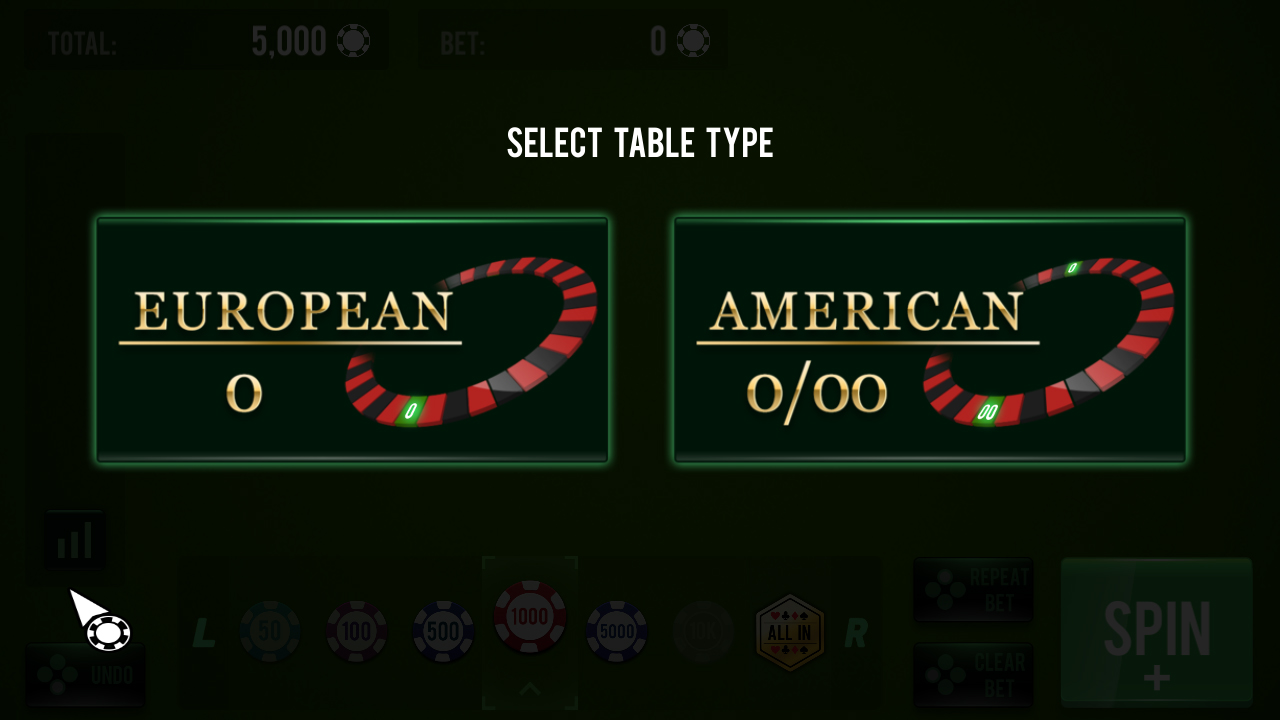 TOTAL: 5,000 BET: 0
SELECT TABLE TYPE
EUROPEAN
0
0
AMERICAN
0/00
0
00
L 50 100 500 1000 5000 10K ALL IN R
UNDO
REPEAT
BET
CLEAR
BET
SPIN
+